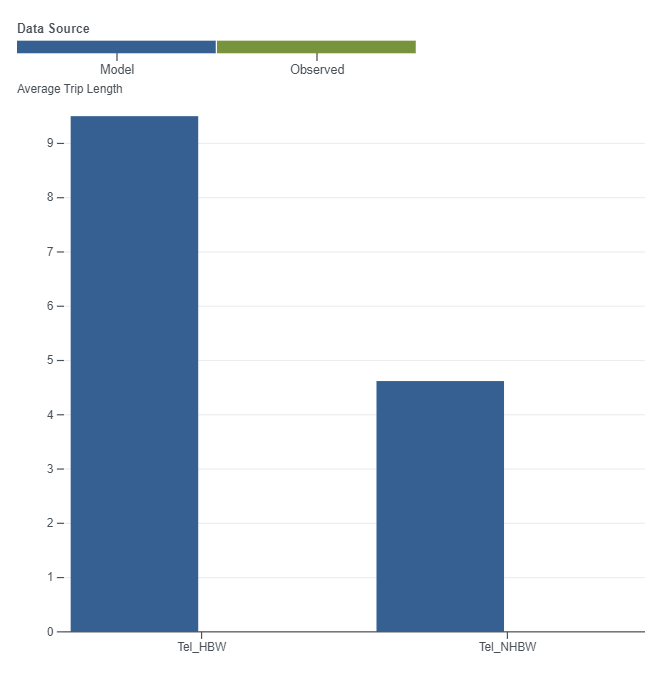 Data Source
Model Observed
Average Trip Length
9
8
7
6
5
4
3
2
1
0
Tel_HBW Tel_NHBW